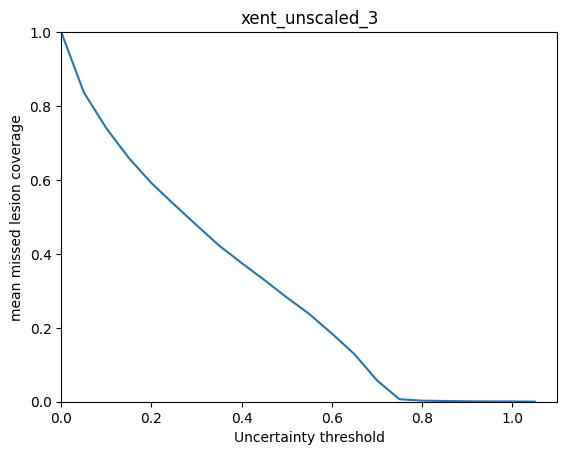 xent_unscaled_3
mean missed lesion coverage
1.0
0.8
0.6
0.4
0.2
0.0
0.0 0.2 0.4 0.6 0.8 1.0
Uncertainty threshold